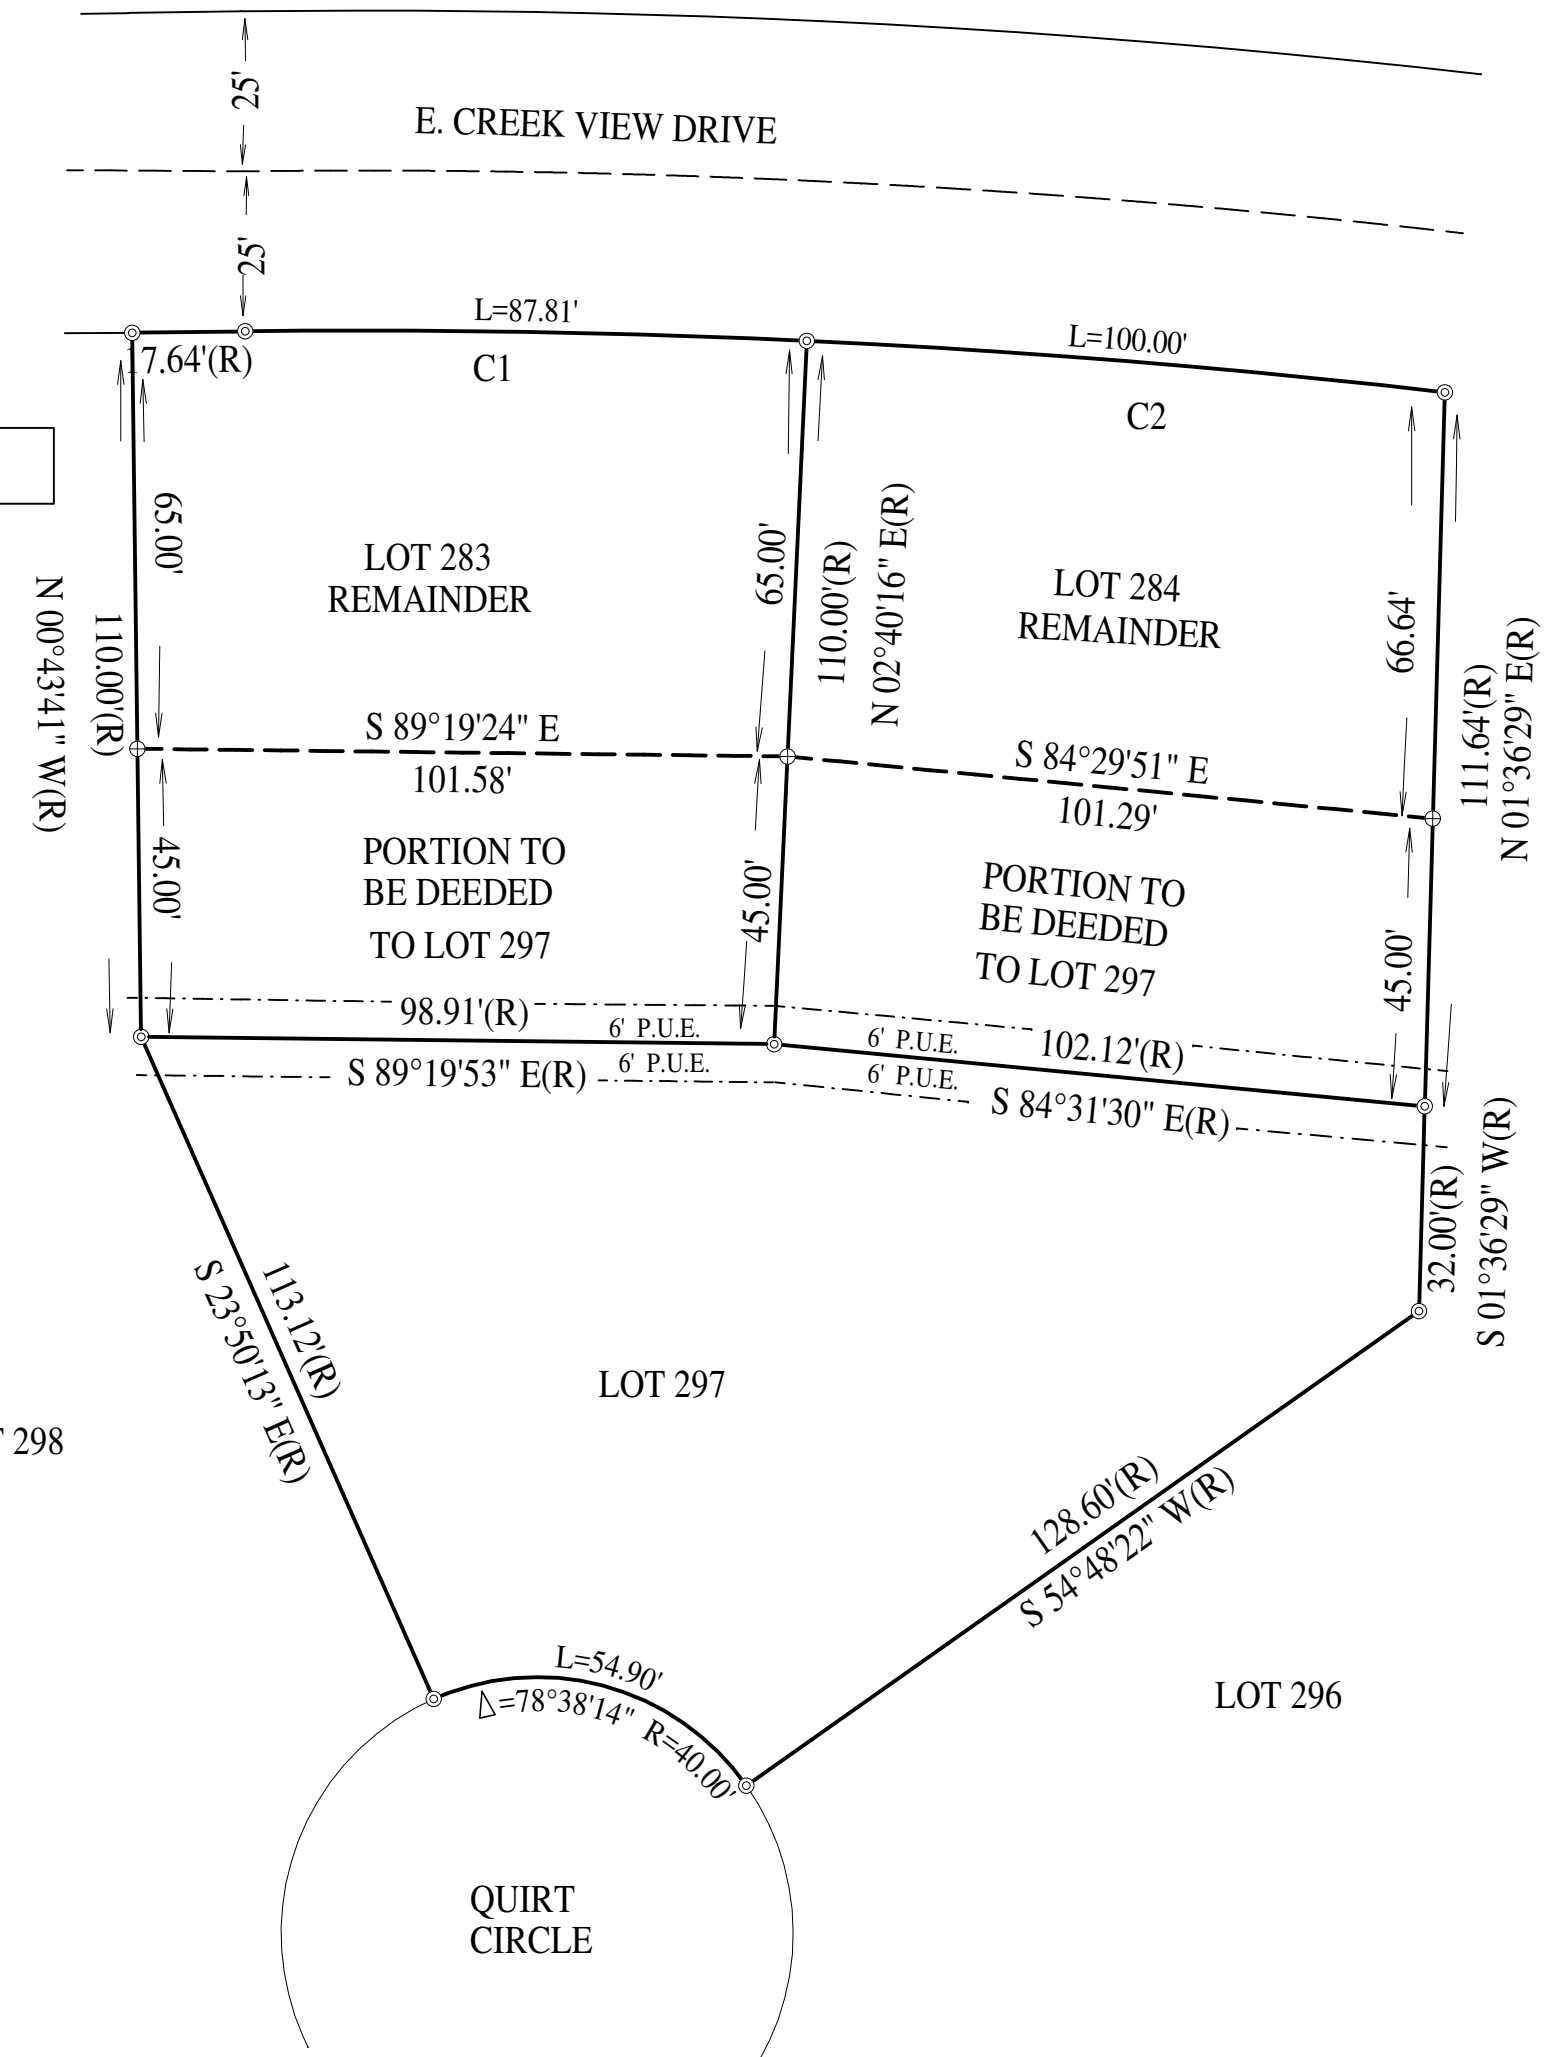 25'
E. CREEK VIEW DRIVE
25'
L=87.81'
L=100.00'
17.64'(R)
C1
C2
65.00'
110.00'(R)
N 00°43'41" W(R)
LOT 283
REMAINDER
65.00'
110.00'(R)
N 02°40'16" E(R)
LOT 284
REMAINDER
66.64'
111.64'(R)
N 01°36'29" E(R)
S 89°19'24" E
101.58'
S 84°29'51" E
101.29'
45.00'
PORTION TO
BE DEEDED
TO LOT 297
45.00'
PORTION TO
BE DEEDED
TO LOT 297
45.00'
98.91'(R)
6' P.U.E.
6' P.U.E.
102.12'(R)
S 89°19'53" E(R)
6' P.U.E.
6' P.U.E.
S 84°31'30" E(R)
32.00'(R)
S 01°36'29" W(R)
113.12'(R)
S 23°50'13" E(R)
LOT 297
298
128.60'(R)
S 54°48'22" W(R)
L=54.90'
△=78°38'14" R=40.00'
LOT 296
QUIRT
CIRCLE